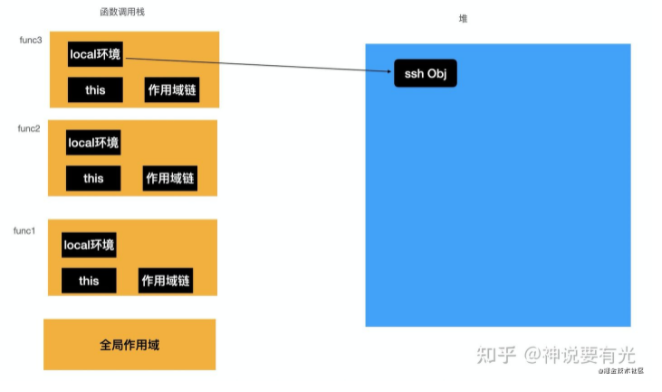 函数调用栈
堆
func3
local环境
this
作用域链
ssh Obj
func2
local环境
this
作用域链
func1
local环境
this
作用域链
全局作用域
知乎 @神说要有光
@稀土掘金技术社区